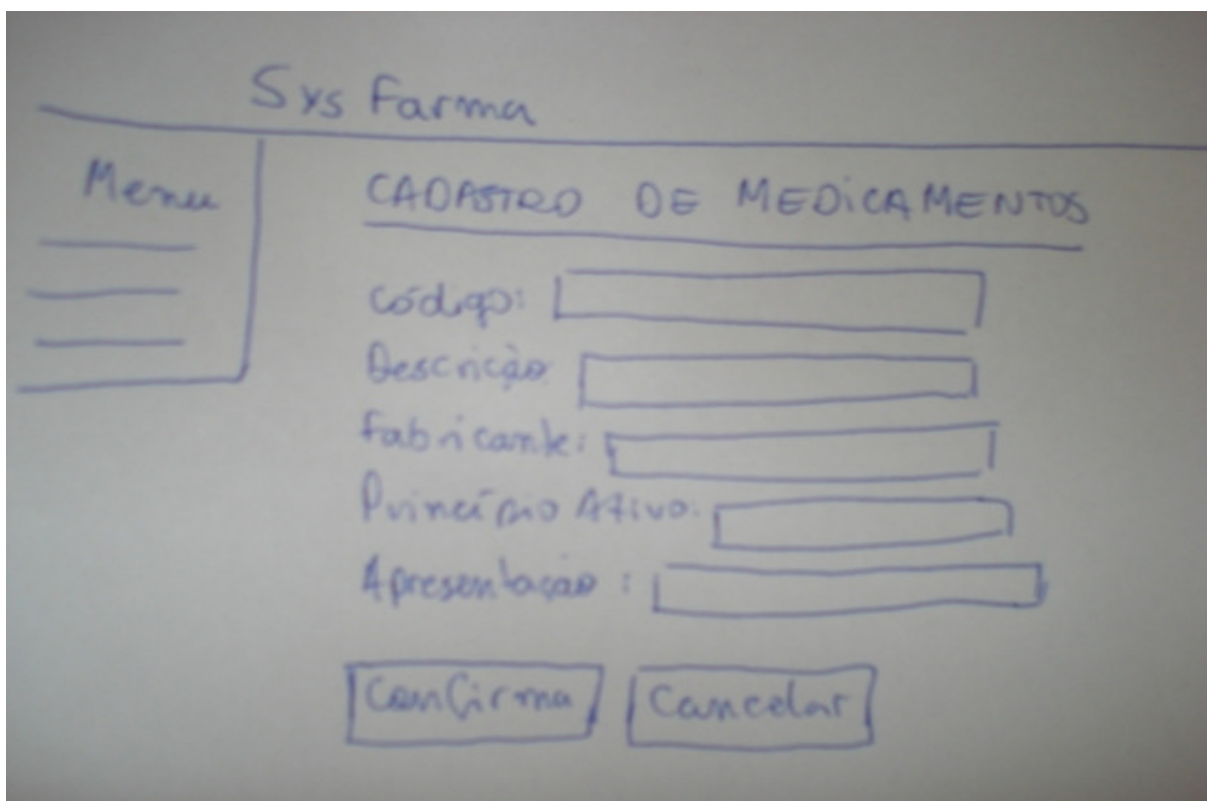 Sys Farma
Menu
CADASTRO DE MEDICAMENTOS
Código:
Descrição
Fabricante:
Princípio Ativo:
Apresentação:
Confirma
Cancelar